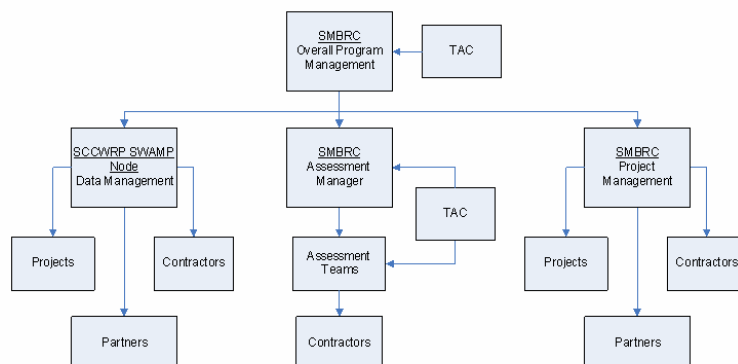 SMBRC
Overall Program
Management
TAC
SCCWRP SWAMP
Node
Data Management
SMBRC
Assessment
Manager
SMBRC
Project
Management
TAC
Projects
Contractors
Assessment
Teams
Projects
Contractors
Partners
Contractors
Partners